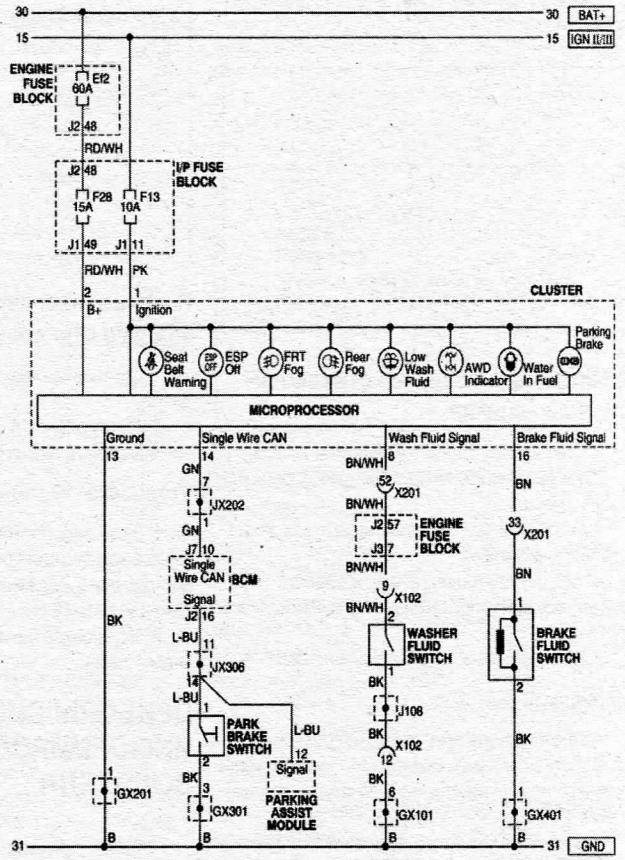 30
30 BAT+
15
15 IGN II/III
ENGINE
FUSE
BLOCK
Ef2
60A
J2 48
RD/WH
J2 48
I/P FUSE
BLOCK
F28
15A
F13
10A
J1 49
J1 11
RD/WH
PK
2
1
CLUSTER
B+
Ignition
Parking
Brake
Seat
Belt
Warning
ESP
OFF
ESP
Off
FRT
Fog
Rear
Fog
Low
Wash
Fluid
AWD
Indicator
Water
In Fuel
MICROPROCESSOR
Ground
Single Wire CAN
Wash Fluid Signal
Brake Fluid Signal
13
14
8
16
GN
7
JX202
1
GN
J7 10
Single
Wire CAN
Signal
BCM
J2 16
L-BU
11
JX306
14
L-BU
1
PARK
BRAKE
SWITCH
2
BK
3
GX301
B
L-BU
12
Signal
PARKING
ASSIST
MODULE
BK
1
GX201
B
BN/WH
52
X201
BN/WH
J2 57
J3 7
ENGINE
FUSE
BLOCK
BN/WH
9
X102
BN/WH
2
WASHER
FLUID
SWITCH
1
BK
J106
BK
X102
12
BK
6
GX101
B
BN
33
X201
BN
1
BRAKE
FLUID
SWITCH
2
BK
1
GX401
B
31
31 GND